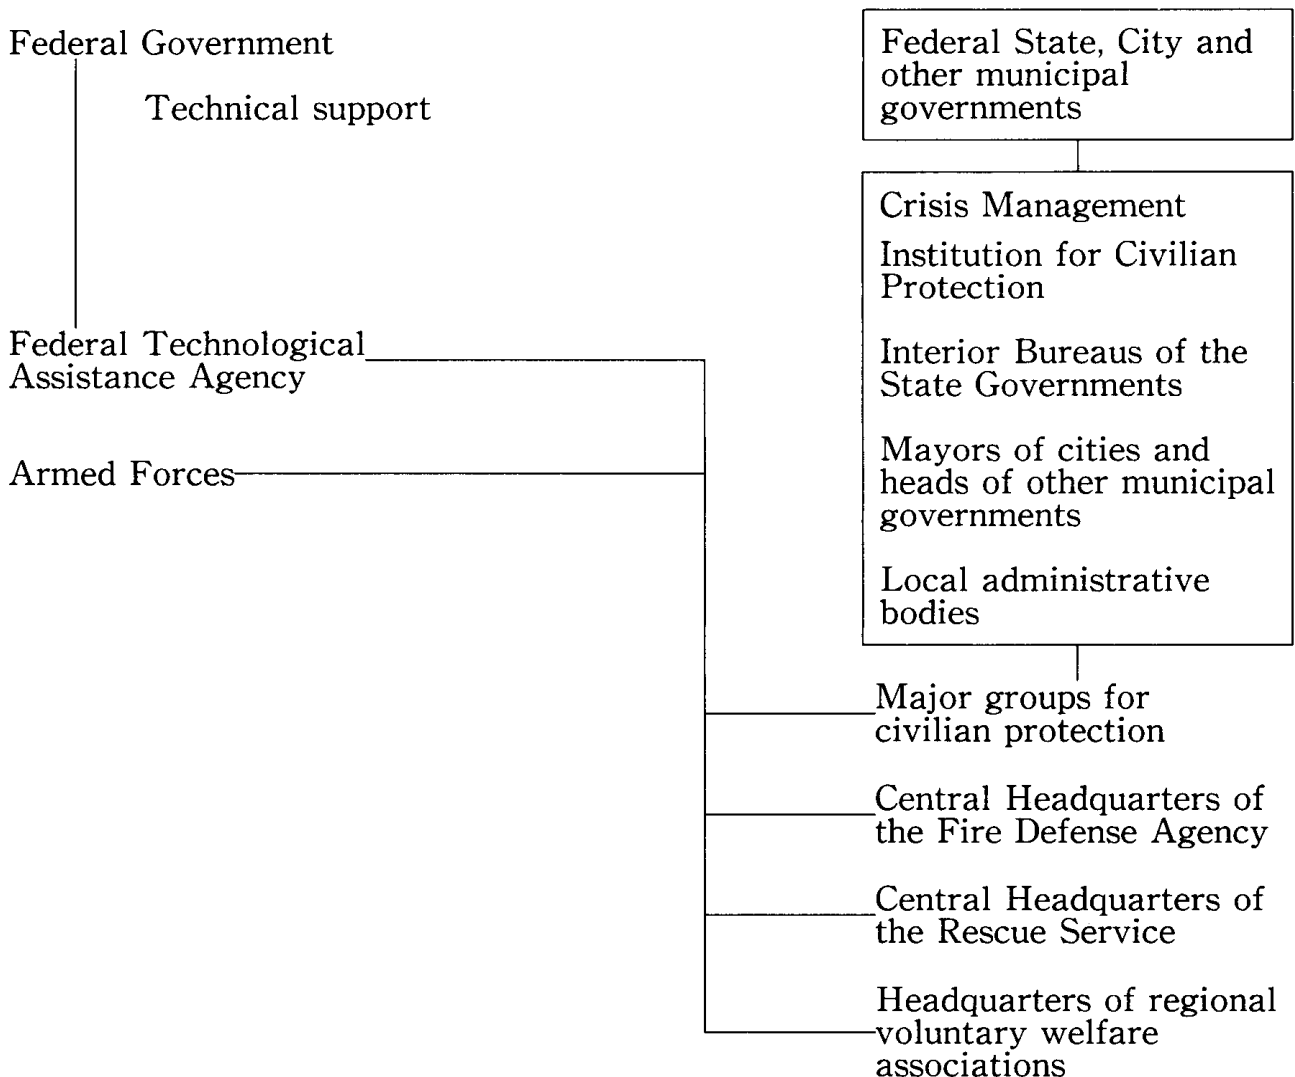 Federal Government
Technical support
Federal Technological
Assistance Agency
Armed Forces
Federal State, City and
other municipal
governments
Crisis Management
Institution for Civilian
Protection
Interior Bureaus of the
State Governments
Mayors of cities and
heads of other municipal
governments
Local administrative
bodies
Major groups for
civilian protection
Central Headquarters of
the Fire Defense Agency
Central Headquarters of
the Rescue Service
Headquarters of regional
voluntary welfare
associations